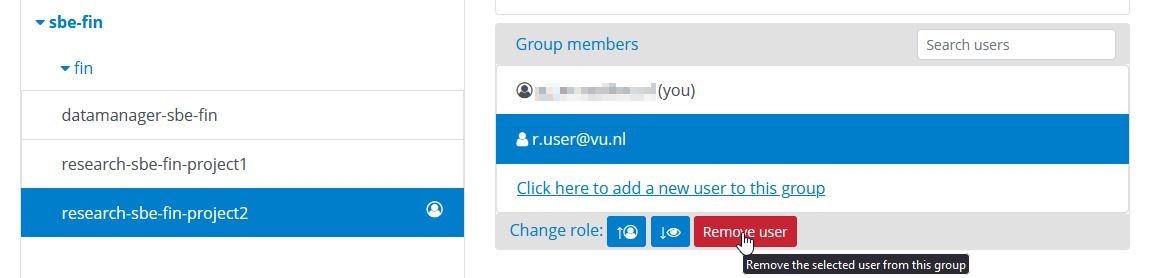 sbe-fin
fin
datamanager-sbe-fin
research-sbe-fin-project1
research-sbe-fin-project2
Group members
Search users
(you)
r.user@vu.nl
Click here to add a new user to this group
Change role:
Remove user
Remove the selected user from this group